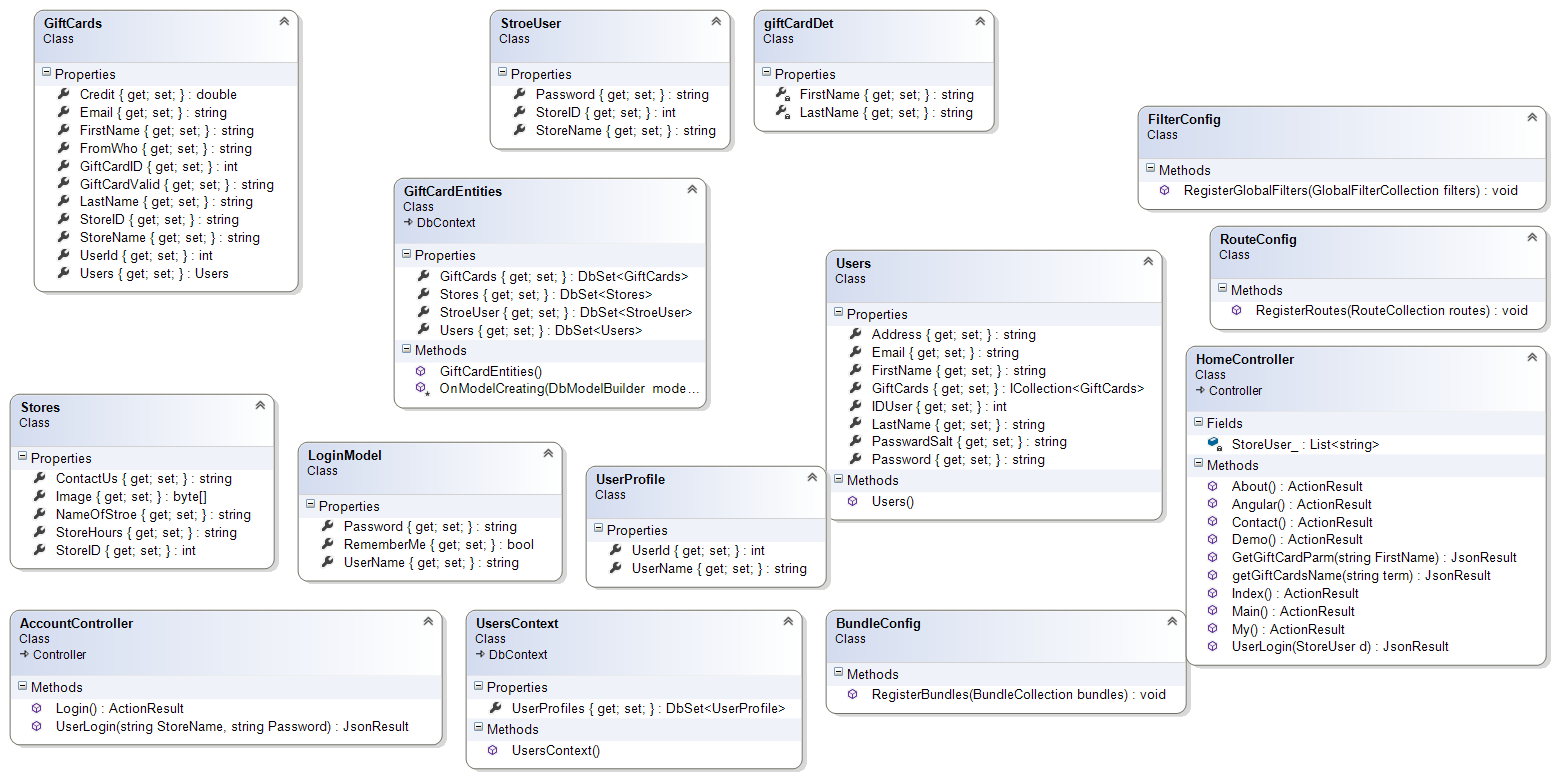 GiftCards
Class
Properties
Credit { get; set; } : double
Email { get; set; } : string
FirstName { get; set; } : string
FromWho { get; set; } : string
GiftCardID { get; set; } : int
GiftCardValid { get; set; } : string
LastName { get; set; } : string
StoreID { get; set; } : string
StoreName { get; set; } : string
UserId { get; set; } : int
Users { get; set; } : Users
StroeUser
Class
Properties
Password { get; set; } : string
StoreID { get; set; } : int
StoreName { get; set; } : string
giftCardDet
Class
Properties
FirstName { get; set; } : string
LastName { get; set; } : string
FilterConfig
Class
Methods
RegisterGlobalFilters(GlobalFilterCollection filters) : void
GiftCardEntities
Class
DbContext
Properties
GiftCards { get; set; } : DbSet<GiftCards>
Stores { get; set; } : DbSet<Stores>
StroeUser { get; set; } : DbSet<StroeUser>
Users { get; set; } : DbSet<Users>
Methods
GiftCardEntities()
OnModelCreating(DbModelBuilder mode...
Users
Class
Properties
Address { get; set; } : string
Email { get; set; } : string
FirstName { get; set; } : string
GiftCards { get; set; } : ICollection<GiftCards>
IDUser { get; set; } : int
LastName { get; set; } : string
PasswardSalt { get; set; } : string
Password { get; set; } : string
Methods
Users()
RouteConfig
Class
Methods
RegisterRoutes(RouteCollection routes) : void
HomeController
Class
Controller
Fields
StoreUser_ : List<string>
Methods
About() : ActionResult
Angular() : ActionResult
Contact() : ActionResult
Demo() : ActionResult
GetGiftCardParm(string FirstName) : JsonResult
getGiftCardsName(string term) : JsonResult
Index() : ActionResult
Main() : ActionResult
My() : ActionResult
UserLogin(StroeUser d) : JsonResult
Stores
Class
Properties
ContactUs { get; set; } : string
Image { get; set; } : byte[]
NameOfStroe { get; set; } : string
StoreHours { get; set; } : string
StoreID { get; set; } : int
LoginModel
Class
Properties
Password { get; set; } : string
RememberMe { get; set; } : bool
UserName { get; set; } : string
UserProfile
Class
Properties
UserId { get; set; } : int
UserName { get; set; } : string
AccountController
Class
Controller
Methods
Login() : ActionResult
UserLogin(string StoreName, string Password) : JsonResult
UsersContext
Class
DbContext
Properties
UserProfiles { get; set; } : DbSet<UserProfile>
Methods
UsersContext()
BundleConfig
Class
Methods
RegisterBundles(BundleCollection bundles) : void